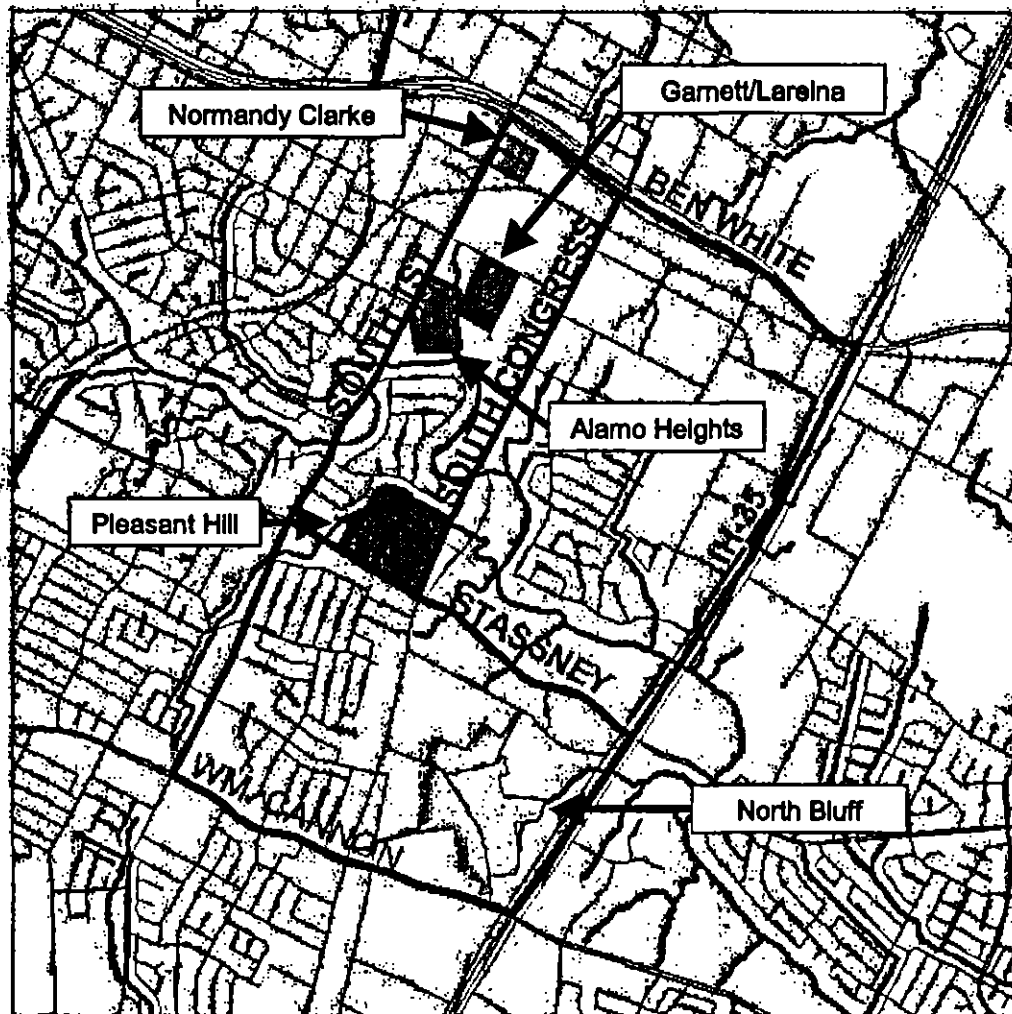 Normandy Clarke
Garnett/Lareina
BEN WHITE
SOUTH 1ST
SOUTH CONGRESS
Alamo Heights
IH-35
Pleasant Hill
STASSNEY
WM. CANNON
North Bluff